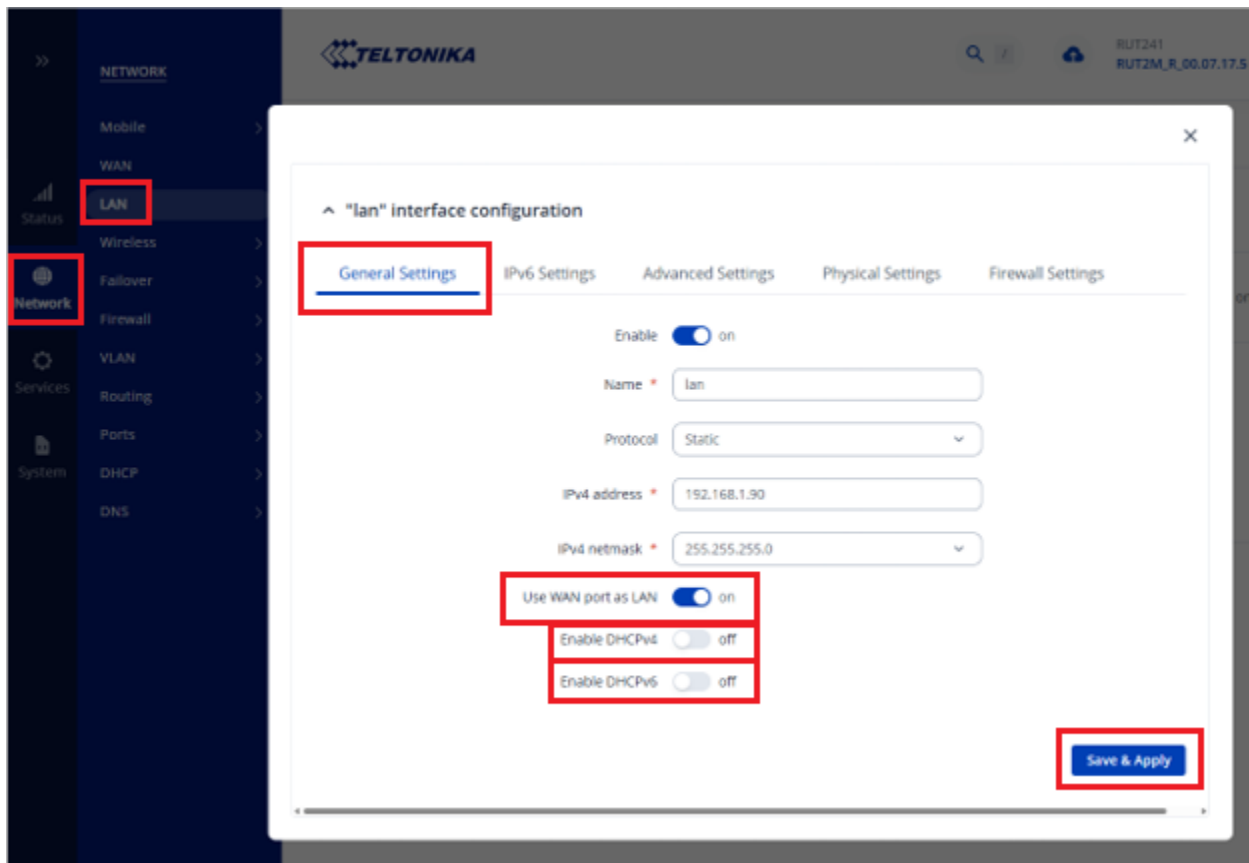 TELTONIKA
/
RUT241
RUT2M_R_00.07.17.5
NETWORK
Mobile
WAN
LAN
Wireless
Failover
Firewall
VLAN
Routing
Ports
DHCP
DNS
Status
Network
Services
System
"lan" interface configuration
General Settings IPv6 Settings Advanced Settings Physical Settings Firewall Settings
Enable on
Name * lan
Protocol Static
IPv4 address * 192.168.1.90
IPv4 netmask * 255.255.255.0
Use WAN port as LAN on
Enable DHCPv4 off
Enable DHCPv6 off
Save & Apply